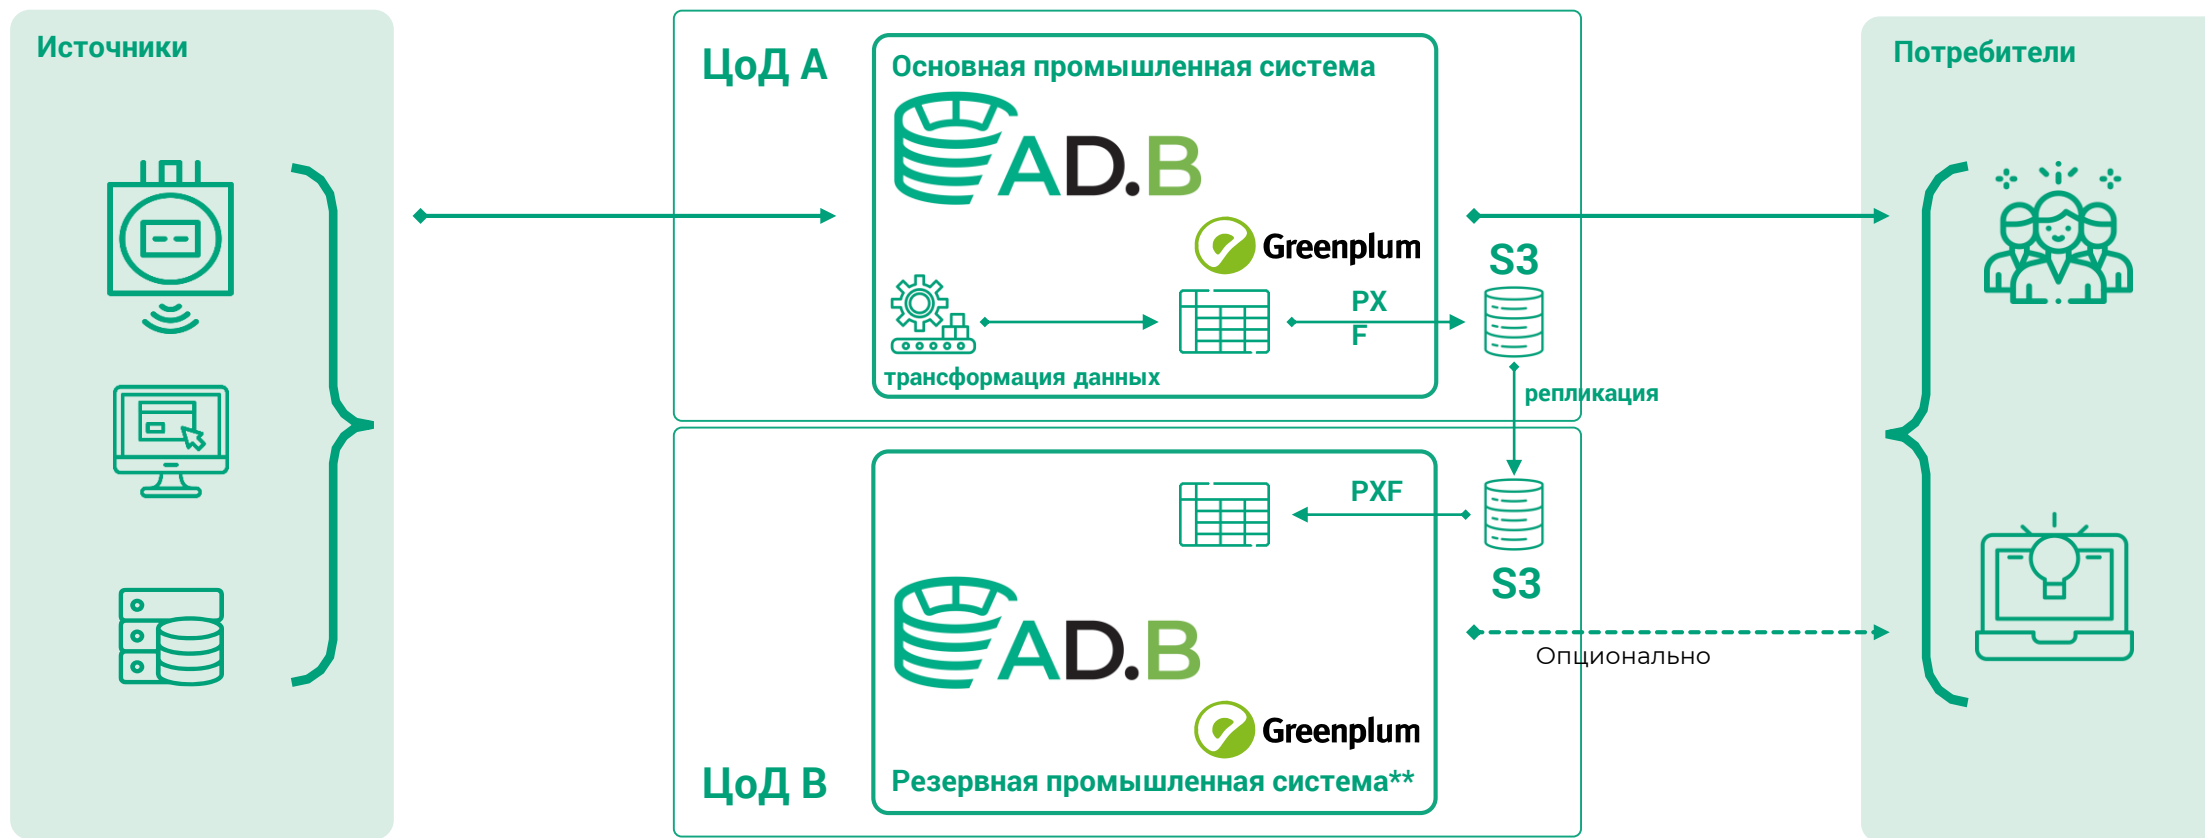 Источники
ЦоД А
Основная промышленная система
AD.B
Greenplum
S3
PX
F
трансформация данных
репликация
Потребители
PXF
S3
AD.B
Опционально
Greenplum
ЦоД В
Резервная промышленная система**